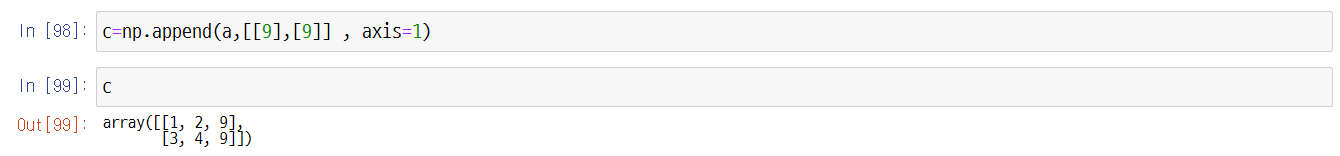 In [98]: c=np.append(a,[[9],[9]] , axis=1)
In [99]: c
Out[99]: array([[1, 2, 9],
[3, 4, 9]])